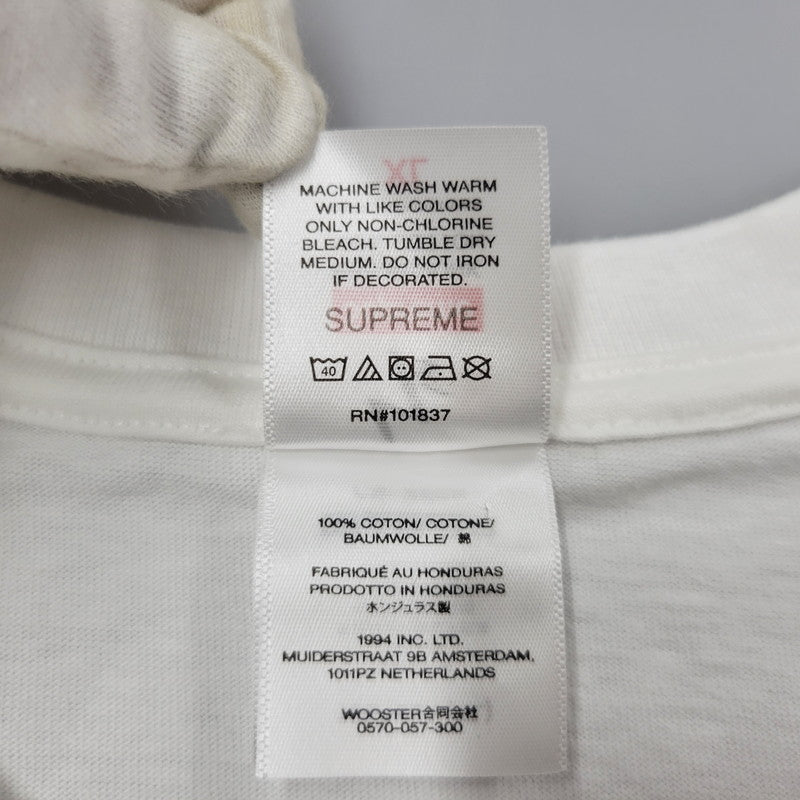 MACHINE WASH WARM
WITH LIKE COLORS
ONLY NON-CHLORINE
BLEACH. TUMBLE DRY
MEDIUM. DO NOT IRON
IF DECORATED.
SUPREME
40
RN#101837
100% COTON/ COTONE/
BAUMWOLLE/ 綿
FABRIQUÉ AU HONDURAS
PRODOTTO IN HONDURAS
ホンジュラス製
1994 INC. LTD.
MUIDERSTRAAT 9B AMSTERDAM,
1011PZ NETHERLANDS
WOOSTER合同会社
0570-057-300